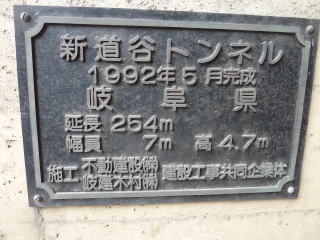 新道谷トンネル
1992年5月完成
岐阜県
延長 254m
幅員 7m 高 4.7m
施工 不動建設㈱ 岐建木村㈱ 建設工事共同企業体